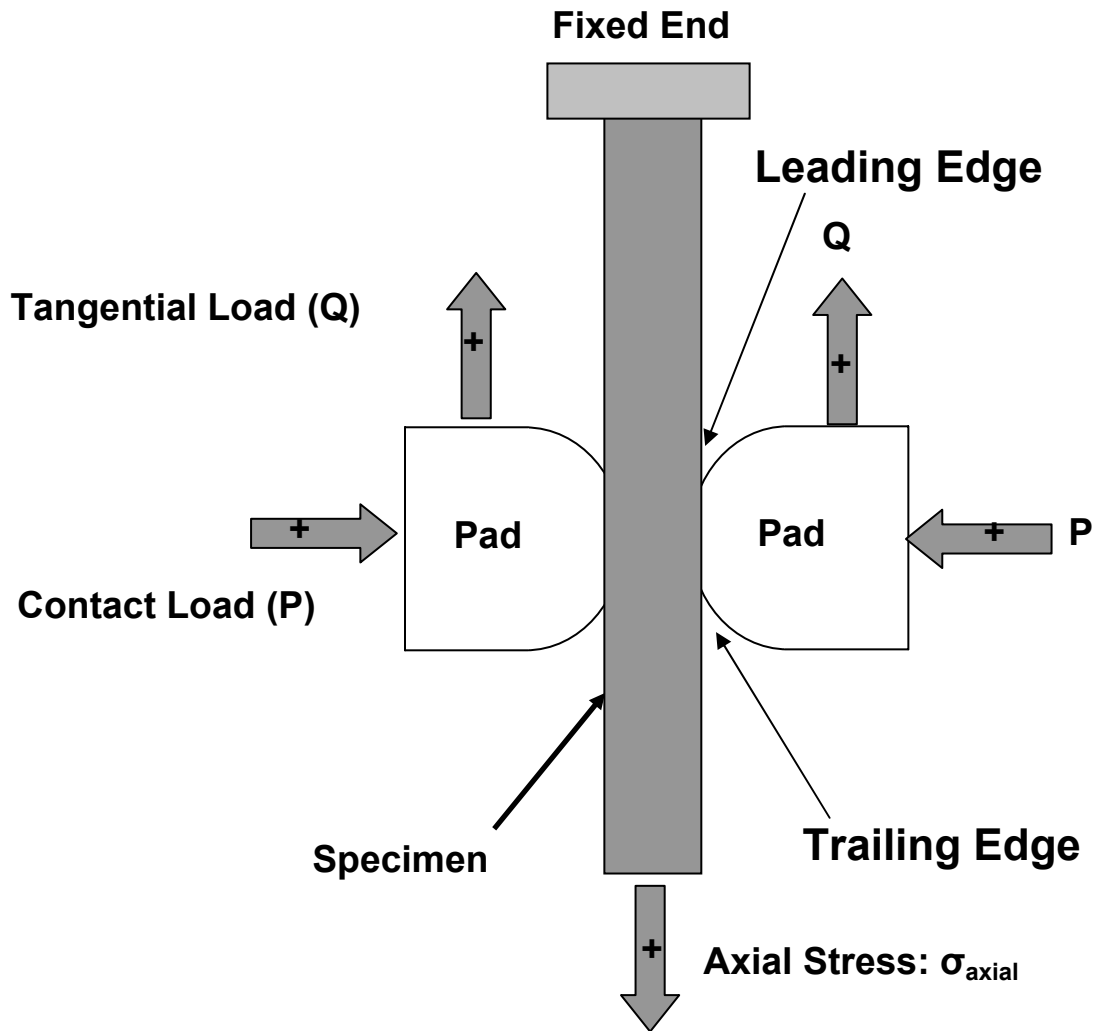 Fixed End
Leading Edge
Q
Tangential Load (Q)
+
+
Pad
Pad
+
+
P
Contact Load (P)
Specimen
Trailing Edge
+
Axial Stress: σaxial